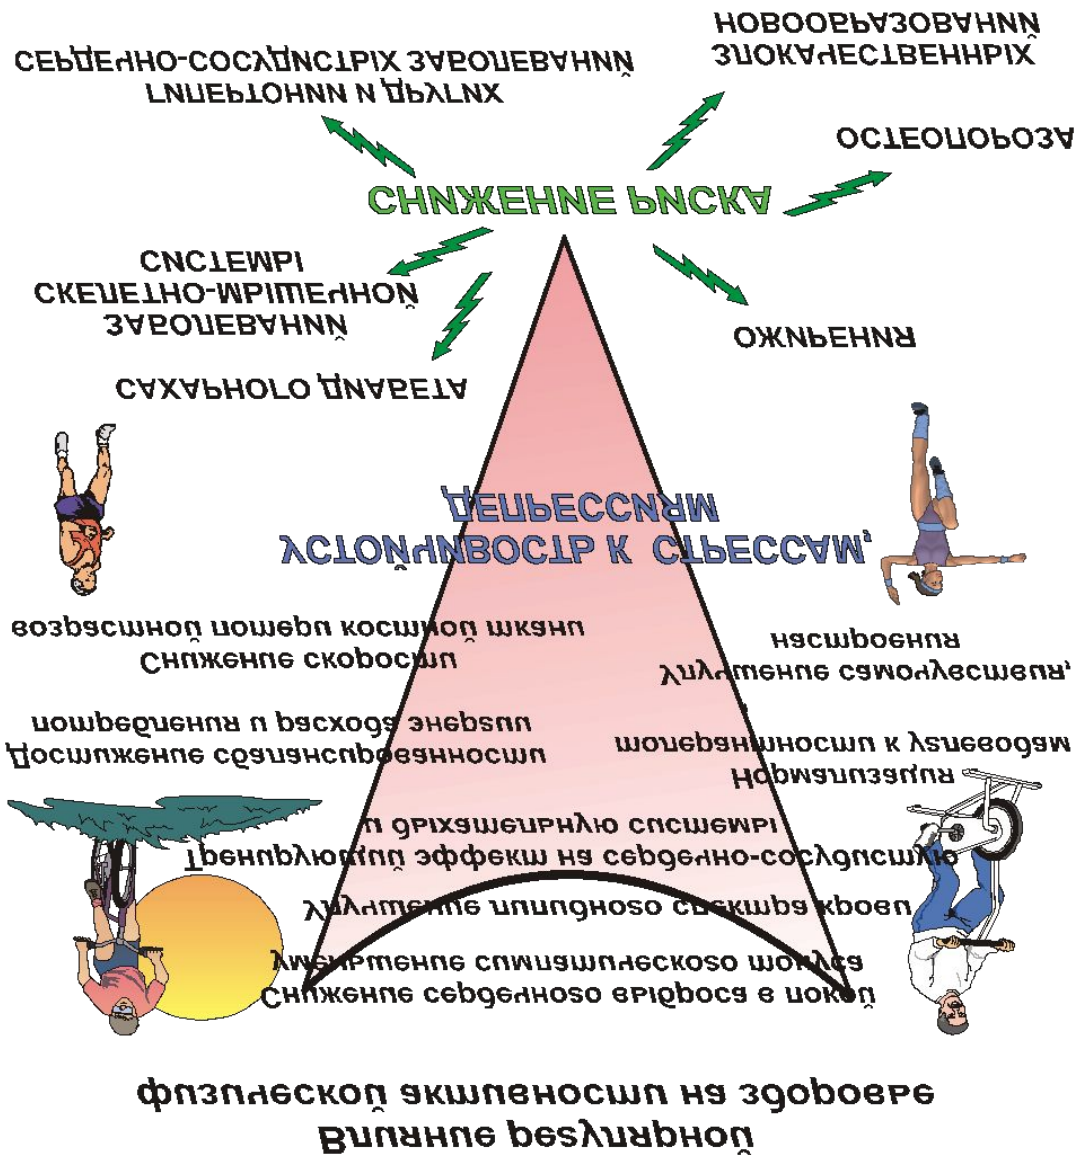 Влияние регулярной
физической активности на здоровье
Снижение сердечного выброса в покой
уменьшение симпатического тонуса
Улучшение липидного спектра крови
Тренирующий эффект на сердечно-сосудистую
и дыхательную системы
Достижение сбалансированности
потребления и расхода энергии
Нормализация
толерантности к углеводам
Снижение скорости
возрастной потери костной ткани
Улучшение самочувствия,
настроения
УСТОЙЧИВОСТЬ К СТРЕССАМ,
ДЕПРЕССИЯМ
САХАРНОГО ДИАБЕТА
ОЖИРЕНИЯ
ЗАБОЛЕВАНИЙ
СКЕЛЕТНО-МЫШЕЧНОЙ
СИСТЕМЫ
СНИЖЕНИЕ РИСКА
ОСТЕОПОРОЗА
ГИПЕРТОНИИ И ДРУГИХ
СЕРДЕЧНО-СОСУДИСТЫХ ЗАБОЛЕВАНИЙ
ЗЛОКАЧЕСТВЕННЫХ
НОВООБРАЗОВАНИЙ